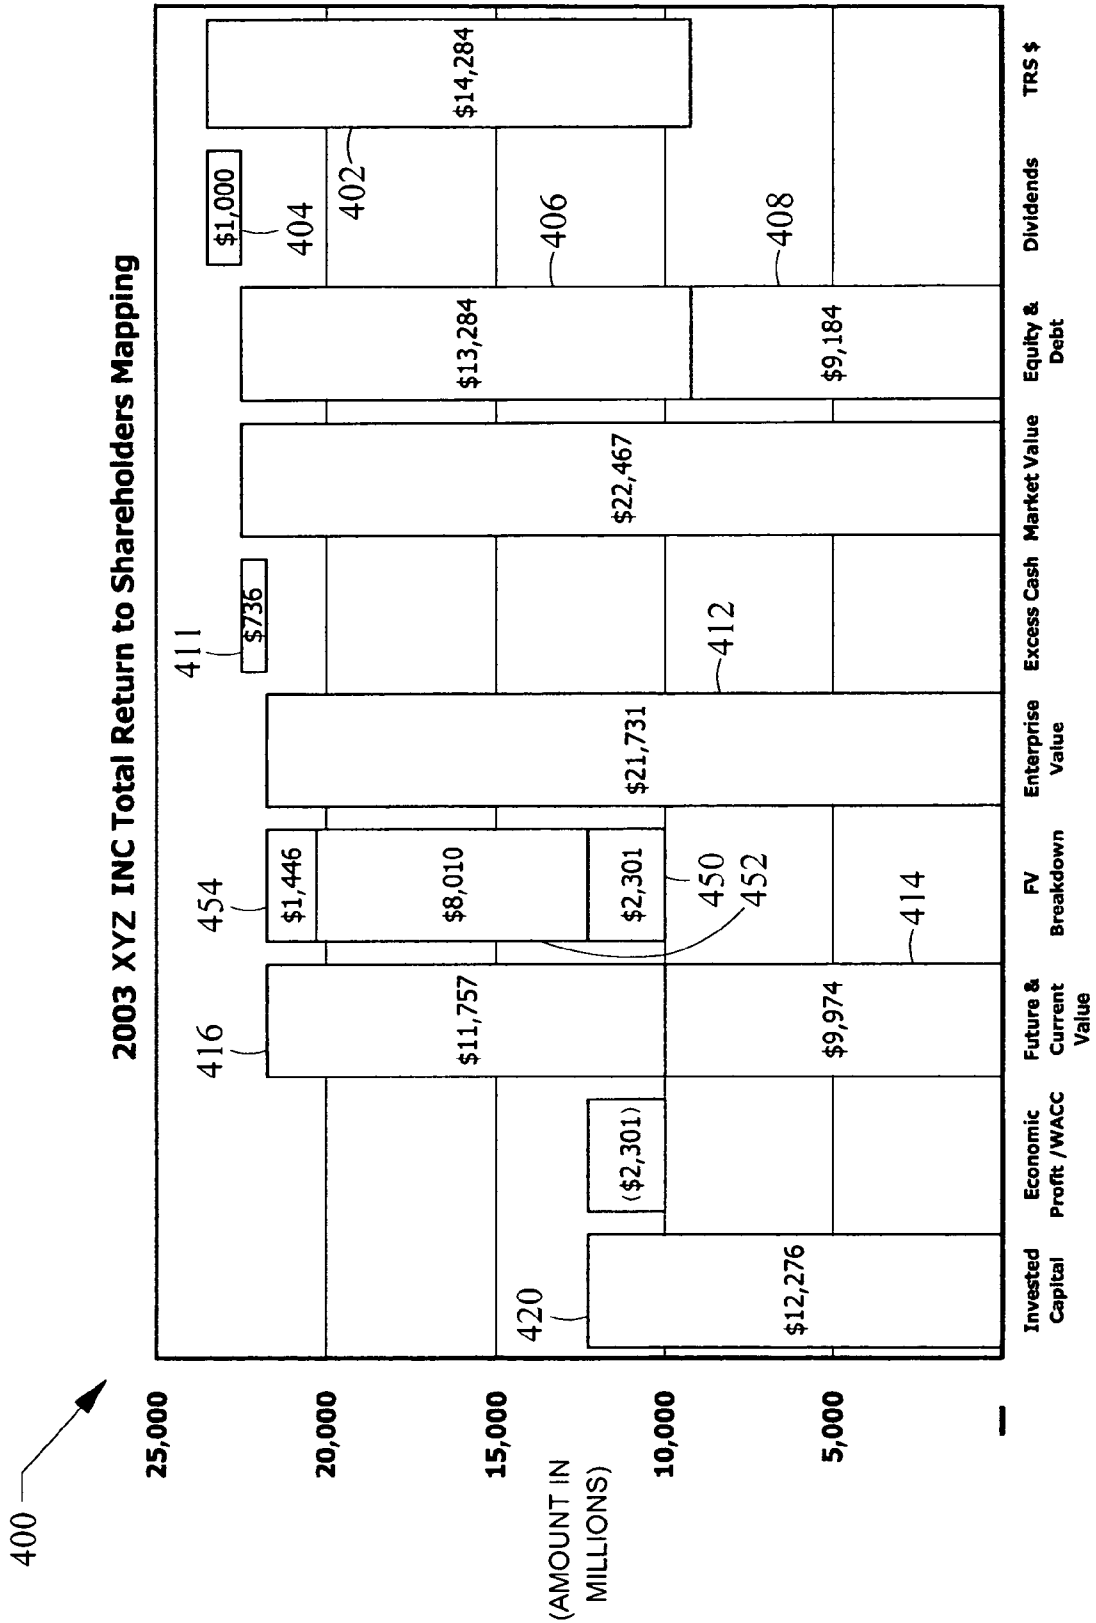 400
2003 XYZ INC Total Return to Shareholders Mapping
(AMOUNT IN
MILLIONS)
25,000
20,000
15,000
10,000
5,000
—
420
$12,276
($2,301)
416
$11,757
$9,974
414
454
$1,446
$8,010
$2,301
450
452
$21,731
412
411
$736
$22,467
$13,284
406
$9,184
408
$1,000
404
402
$14,284
Invested
Capital
Economic
Profit /WACC
Future &
Current
Value
FV
Breakdown
Enterprise
Value
Excess Cash
Market Value
Equity &
Debt
Dividends
TRS $